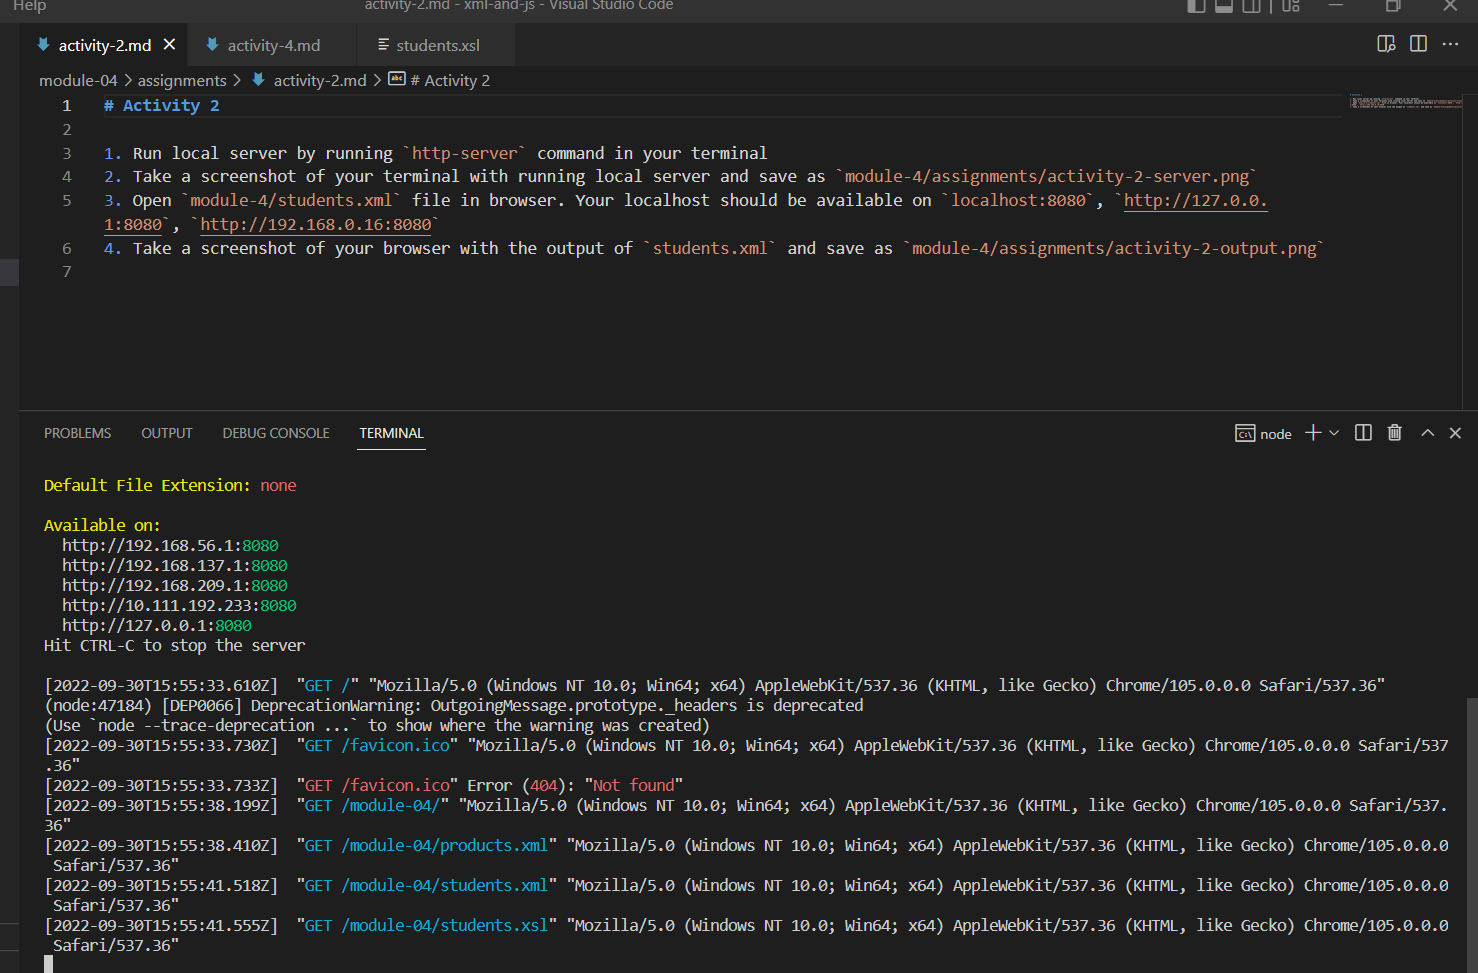 Help
activity-2.md - xml-and-js - Visual Studio Code
activity-2.md
activity-4.md
students.xsl
module-04 > assignments > activity-2.md > # Activity 2
1 # Activity 2
2
3 1. Run local server by running `http-server` command in your terminal
4 2. Take a screenshot of your terminal with running local server and save as `module-4/assignments/activity-2-server.png`
5 3. Open `module-4/students.xml` file in browser. Your localhost should be available on `localhost:8080`, `http://127.0.0.
1:8080`, `http://192.168.0.16:8080`
6 4. Take a screenshot of your browser with the output of `students.xml` and save as `module-4/assignments/activity-2-output.png`
7
PROBLEMS OUTPUT DEBUG CONSOLE TERMINAL
node
Default File Extension: none
Available on:
http://192.168.56.1:8080
http://192.168.137.1:8080
http://192.168.209.1:8080
http://10.111.192.233:8080
http://127.0.0.1:8080
Hit CTRL-C to stop the server
[2022-09-30T15:55:33.610Z] "GET /" "Mozilla/5.0 (Windows NT 10.0; Win64; x64) AppleWebKit/537.36 (KHTML, like Gecko) Chrome/105.0.0.0 Safari/537.36"
(node:47184) [DEP0066] DeprecationWarning: OutgoingMessage.prototype._headers is deprecated
(Use `node --trace-deprecation ...` to show where the warning was created)
[2022-09-30T15:55:33.730Z] "GET /favicon.ico" "Mozilla/5.0 (Windows NT 10.0; Win64; x64) AppleWebKit/537.36 (KHTML, like Gecko) Chrome/105.0.0.0 Safari/537
.36"
[2022-09-30T15:55:33.733Z] "GET /favicon.ico" Error (404): "Not found"
[2022-09-30T15:55:38.199Z] "GET /module-04/" "Mozilla/5.0 (Windows NT 10.0; Win64; x64) AppleWebKit/537.36 (KHTML, like Gecko) Chrome/105.0.0.0 Safari/537.
36"
[2022-09-30T15:55:38.410Z] "GET /module-04/products.xml" "Mozilla/5.0 (Windows NT 10.0; Win64; x64) AppleWebKit/537.36 (KHTML, like Gecko) Chrome/105.0.0.0
Safari/537.36"
[2022-09-30T15:55:41.518Z] "GET /module-04/students.xml" "Mozilla/5.0 (Windows NT 10.0; Win64; x64) AppleWebKit/537.36 (KHTML, like Gecko) Chrome/105.0.0.0
Safari/537.36"
[2022-09-30T15:55:41.555Z] "GET /module-04/students.xsl" "Mozilla/5.0 (Windows NT 10.0; Win64; x64) AppleWebKit/537.36 (KHTML, like Gecko) Chrome/105.0.0.0
Safari/537.36"